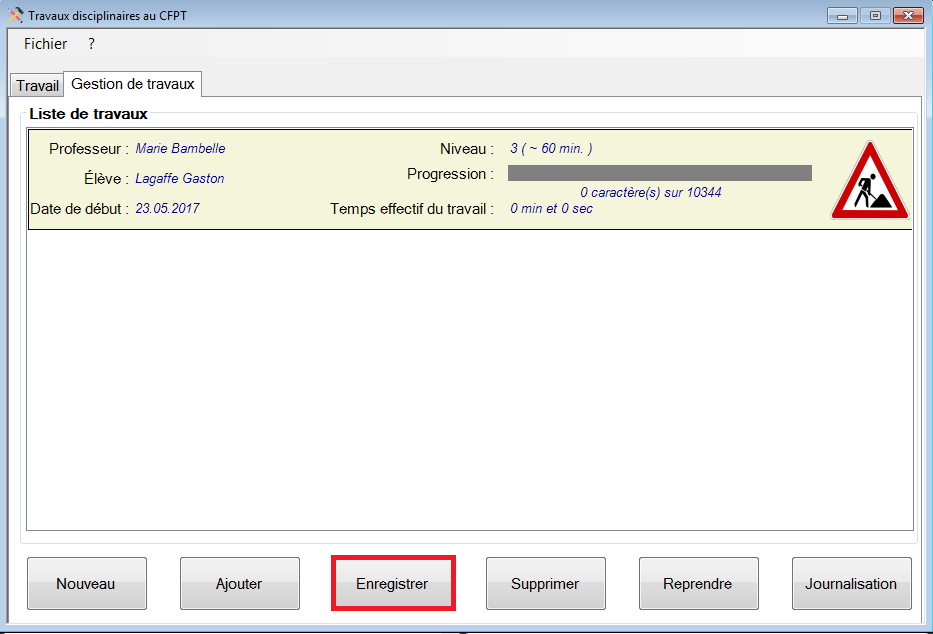 Travaux disciplinaires au CFPT
Fichier ?
Travail Gestion de travaux
Liste de travaux
Professeur : Marie Bambelle Niveau : 3 ( ~ 60 min. )
Élève : Lagaffe Gaston Progression :
0 caractère(s) sur 10344
Date de début : 23.05.2017 Temps effectif du travail : 0 min et 0 sec
Nouveau Ajouter Enregistrer Supprimer Reprendre Journalisation